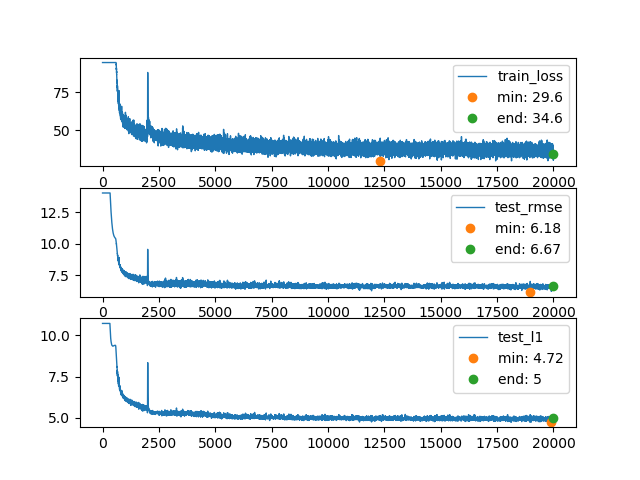 75
50
train_loss
min: 29.6
end: 34.6
0 2500 5000 7500 10000 12500 15000 17500 20000
12.5
10.0
7.5
test_rmse
min: 6.18
end: 6.67
0 2500 5000 7500 10000 12500 15000 17500 20000
10.0
7.5
5.0
test_l1
min: 4.72
end: 5
0 2500 5000 7500 10000 12500 15000 17500 20000